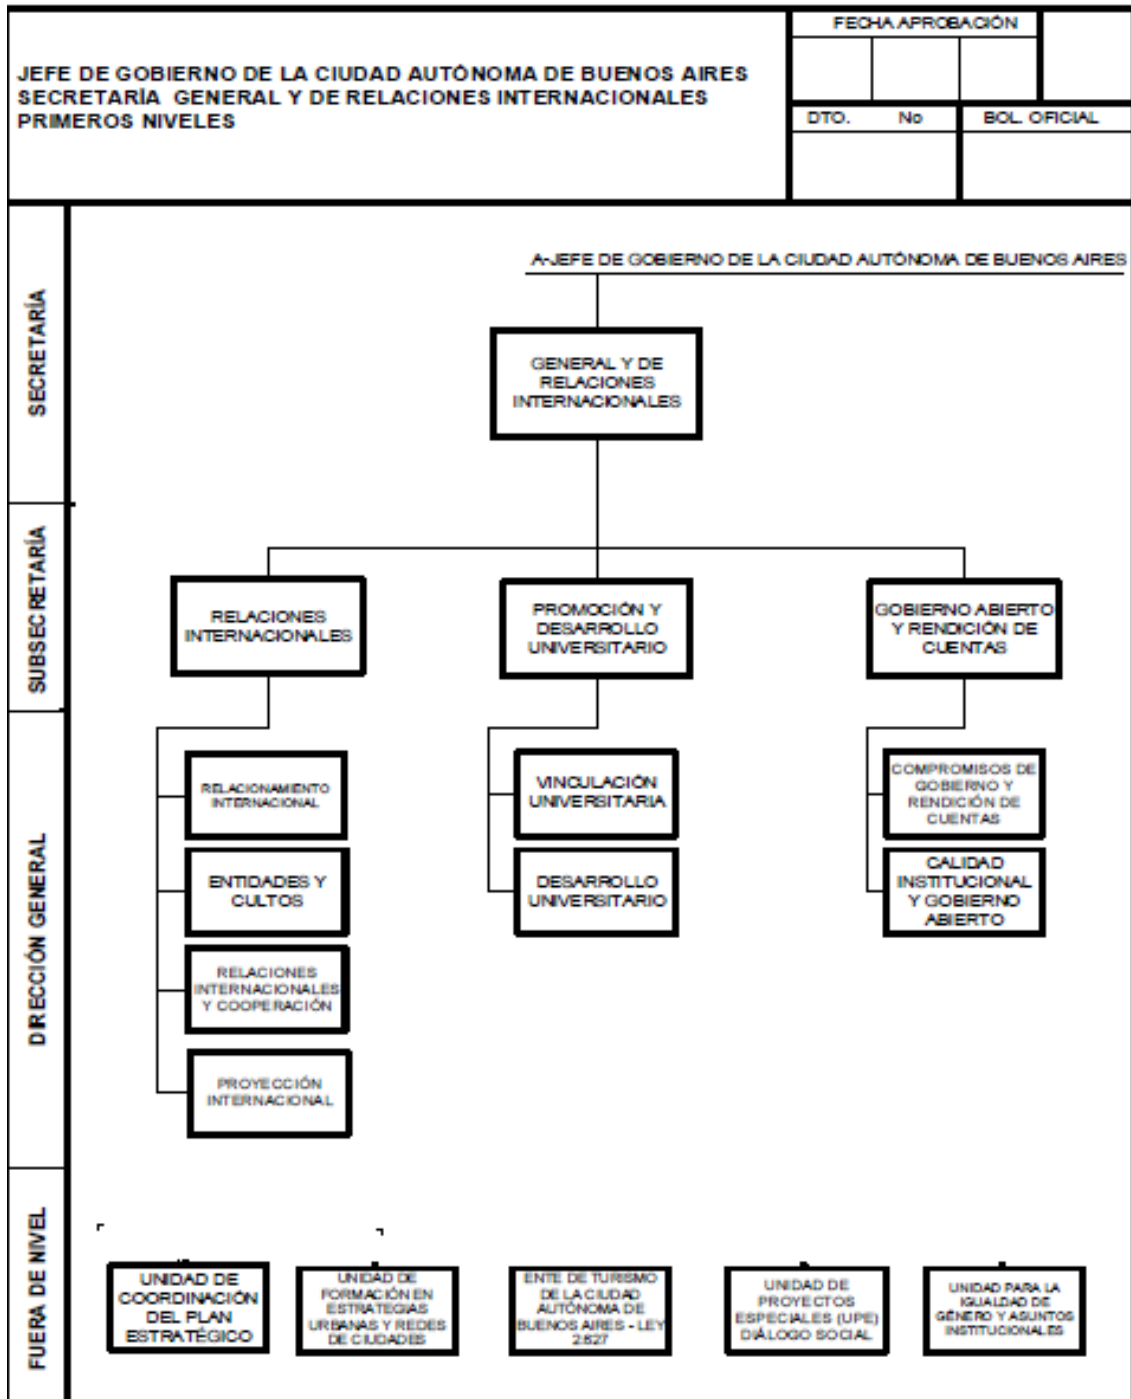 JEFE DE GOBIERNO DE LA CIUDAD AUTÓNOMA DE BUENOS AIRES
SECRETARÍA GENERAL Y DE RELACIONES INTERNACIONALES
PRIMEROS NIVELES
FECHA APROBACIÓN
DTO. No
BOL. OFICIAL
SECRETARÍA
A-JEFE DE GOBIERNO DE LA CIUDAD AUTÓNOMA DE BUENOS AIRES
GENERAL Y DE
RELACIONES
INTERNACIONALES
SUBSECRETARÍA
RELACIONES
INTERNACIONALES
PROMOCIÓN Y
DESARROLLO
UNIVERSITARIO
GOBIERNO ABIERTO
Y RENDICIÓN DE
CUENTAS
DIRECCIÓN GENERAL
RELACIONAMIENTO
INTERNACIONAL
ENTIDADES Y
CULTOS
RELACIONES
INTERNACIONALES
Y COOPERACIÓN
PROYECCIÓN
INTERNACIONAL
VINCULACIÓN
UNIVERSITARIA
DESARROLLO
UNIVERSITARIO
COMPROMISOS DE
GOBIERNO Y
RENDICIÓN DE
CUENTAS
CALIDAD
INSTITUCIONAL
Y GOBIERNO
ABIERTO
FUERA DE NIVEL
UNIDAD DE
COORDINACIÓN
DEL PLAN
ESTRATÉGICO
UNIDAD DE
FORMACIÓN EN
ESTRATEGIAS
URBANAS Y REDES
DE CIUDADES
ENTE DE TURISMO
DE LA CIUDAD
AUTÓNOMA DE
BUENOS AIRES - LEY
2.627
UNIDAD DE
PROYECTOS
ESPECIALES (UPE)
DIÁLOGO SOCIAL
UNIDAD PARA LA
IGUALDAD DE
GÉNERO Y ASUNTOS
INSTITUCIONALES